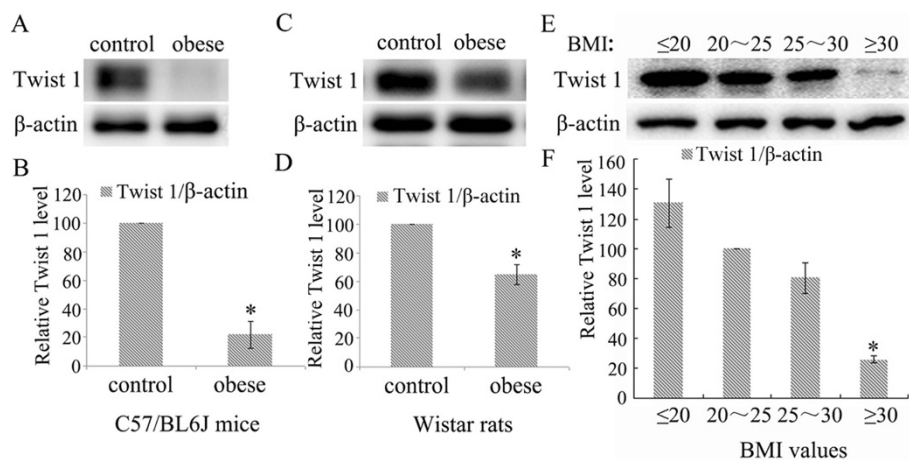 A
control obese
Twist 1
β-actin
B
Twist 1/β-actin
Relative Twist 1 level
120
100
80
60
40
20
0
control obese
C57/BL6J mice
C
control obese
Twist 1
β-actin
D
Twist 1/β-actin
Relative Twist 1 level
120
100
80
60
40
20
0
*
*
control obese
Wistar rats
E
BMI: ≤20 20~25 25~30 ≥30
Twist 1
β-actin
F
Twist 1/β-actin
Relative Twist 1 level
160
140
130
100
80
60
40
20
0
*
≤20 20~25 25~30 ≥30
BMI values